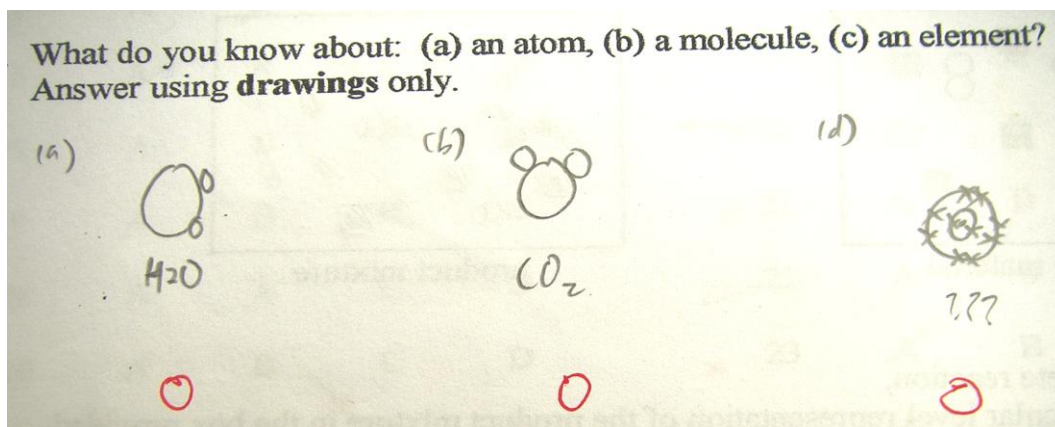 What do you know about: (a) an atom, (b) a molecule, (c) an element?
Answer using drawings only.
(a) (b) (d)
H2O CO2 ???